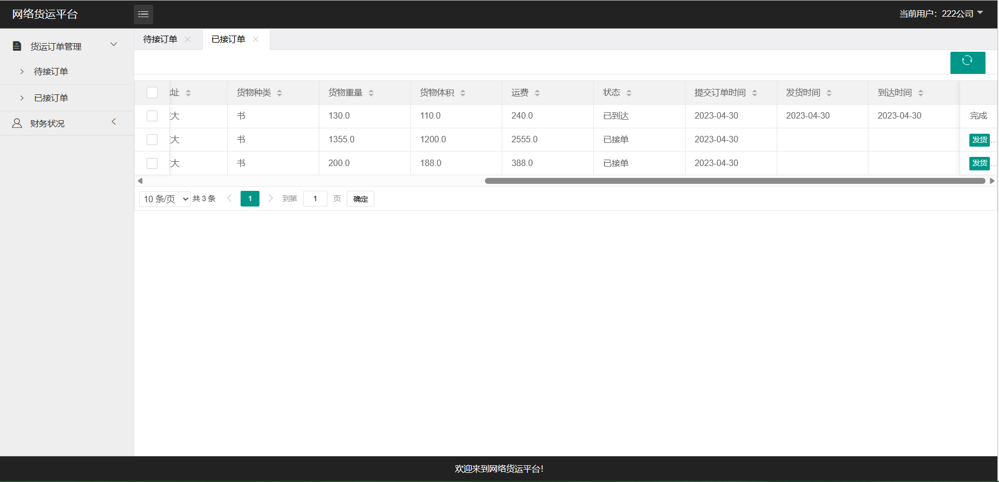 网络货运平台
当前用户：222公司
货运订单管理
待接订单
已接订单
财务状况
待接订单 已接订单
址 货物种类 货物重量 货物体积 运费 状态 提交订单时间 发货时间 到达时间
大 书 130.0 110.0 240.0 已到达 2023-04-30 2023-04-30 2023-04-30 完成
大 书 1355.0 1200.0 2555.0 已接单 2023-04-30 发货...
大 书 200.0 188.0 388.0 已接单 2023-04-30 发货...
10 条/页 共 3 条 1 到第 1 页 确定
欢迎来到网络货运平台！